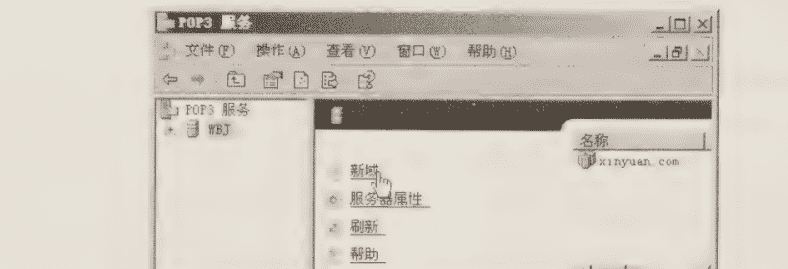 POP3 服务
文件(F) 操作(A) 查看(V) 窗口(W) 帮助(H)
POP3 服务
WBJ
名称
xinyuan.com
新域
服务器属性
刷新
帮助